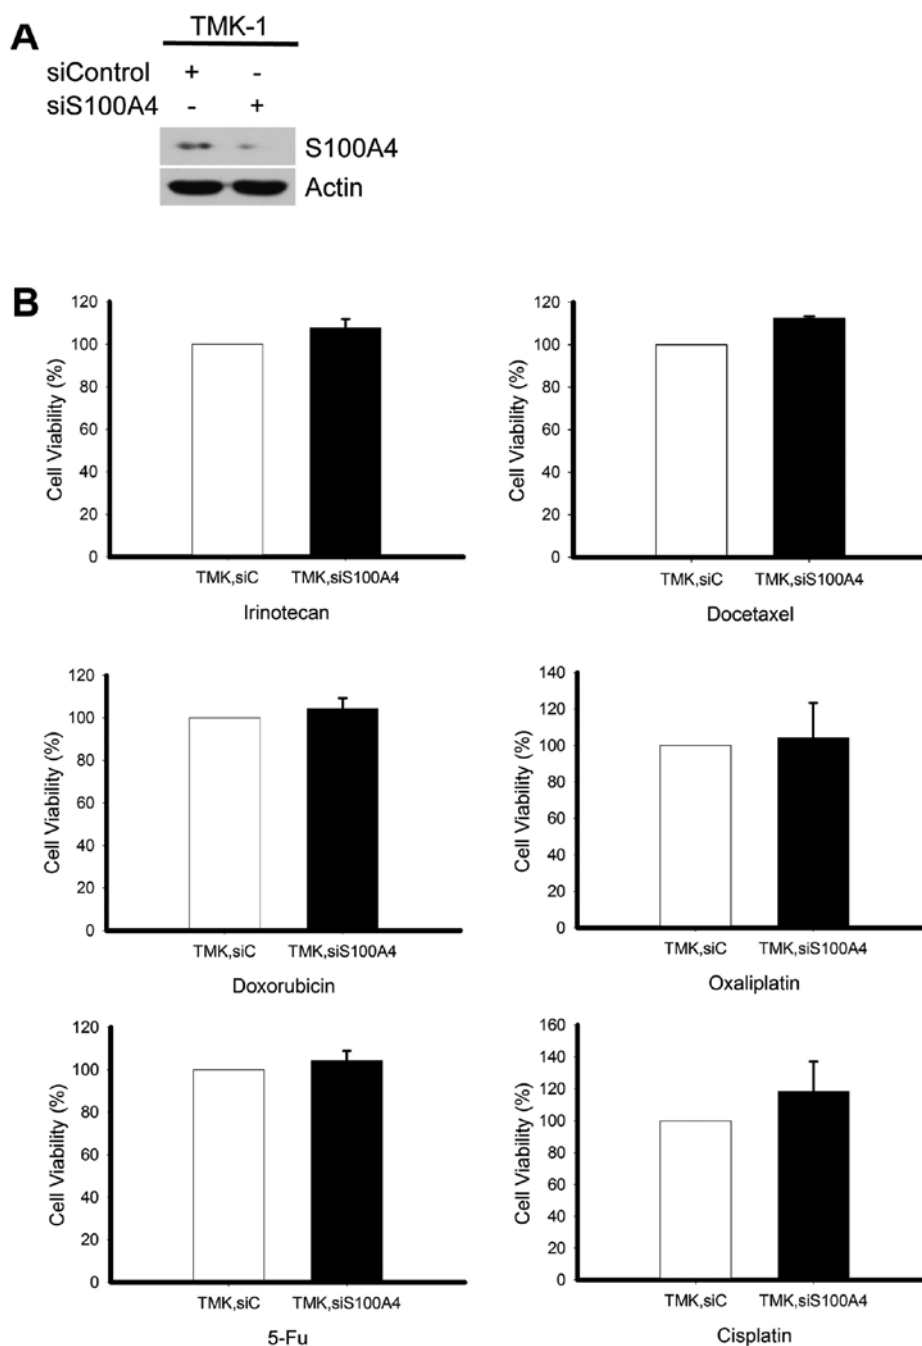 A
TMK-1
siControl + -
siS100A4 - +
S100A4
Actin
B
120
100
80
60
40
20
0
Cell Viability (%)
TMK,siC TMK,siS100A4
Irinotecan
120
100
80
60
40
20
0
Cell Viability (%)
TMK,siC TMK,siS100A4
Docetaxel
120
100
80
60
40
20
0
Cell Viability (%)
TMK,siC TMK,siS100A4
Doxorubicin
140
120
100
80
60
40
20
0
Cell Viability (%)
TMK,siC TMK,siS100A4
Oxaliplatin
120
100
80
60
40
20
0
Cell Viability (%)
TMK,siC TMK,siS100A4
5-Fu
160
140
120
100
80
60
40
20
0
Cell Viability (%)
TMK,siC TMK,siS100A4
Cisplatin